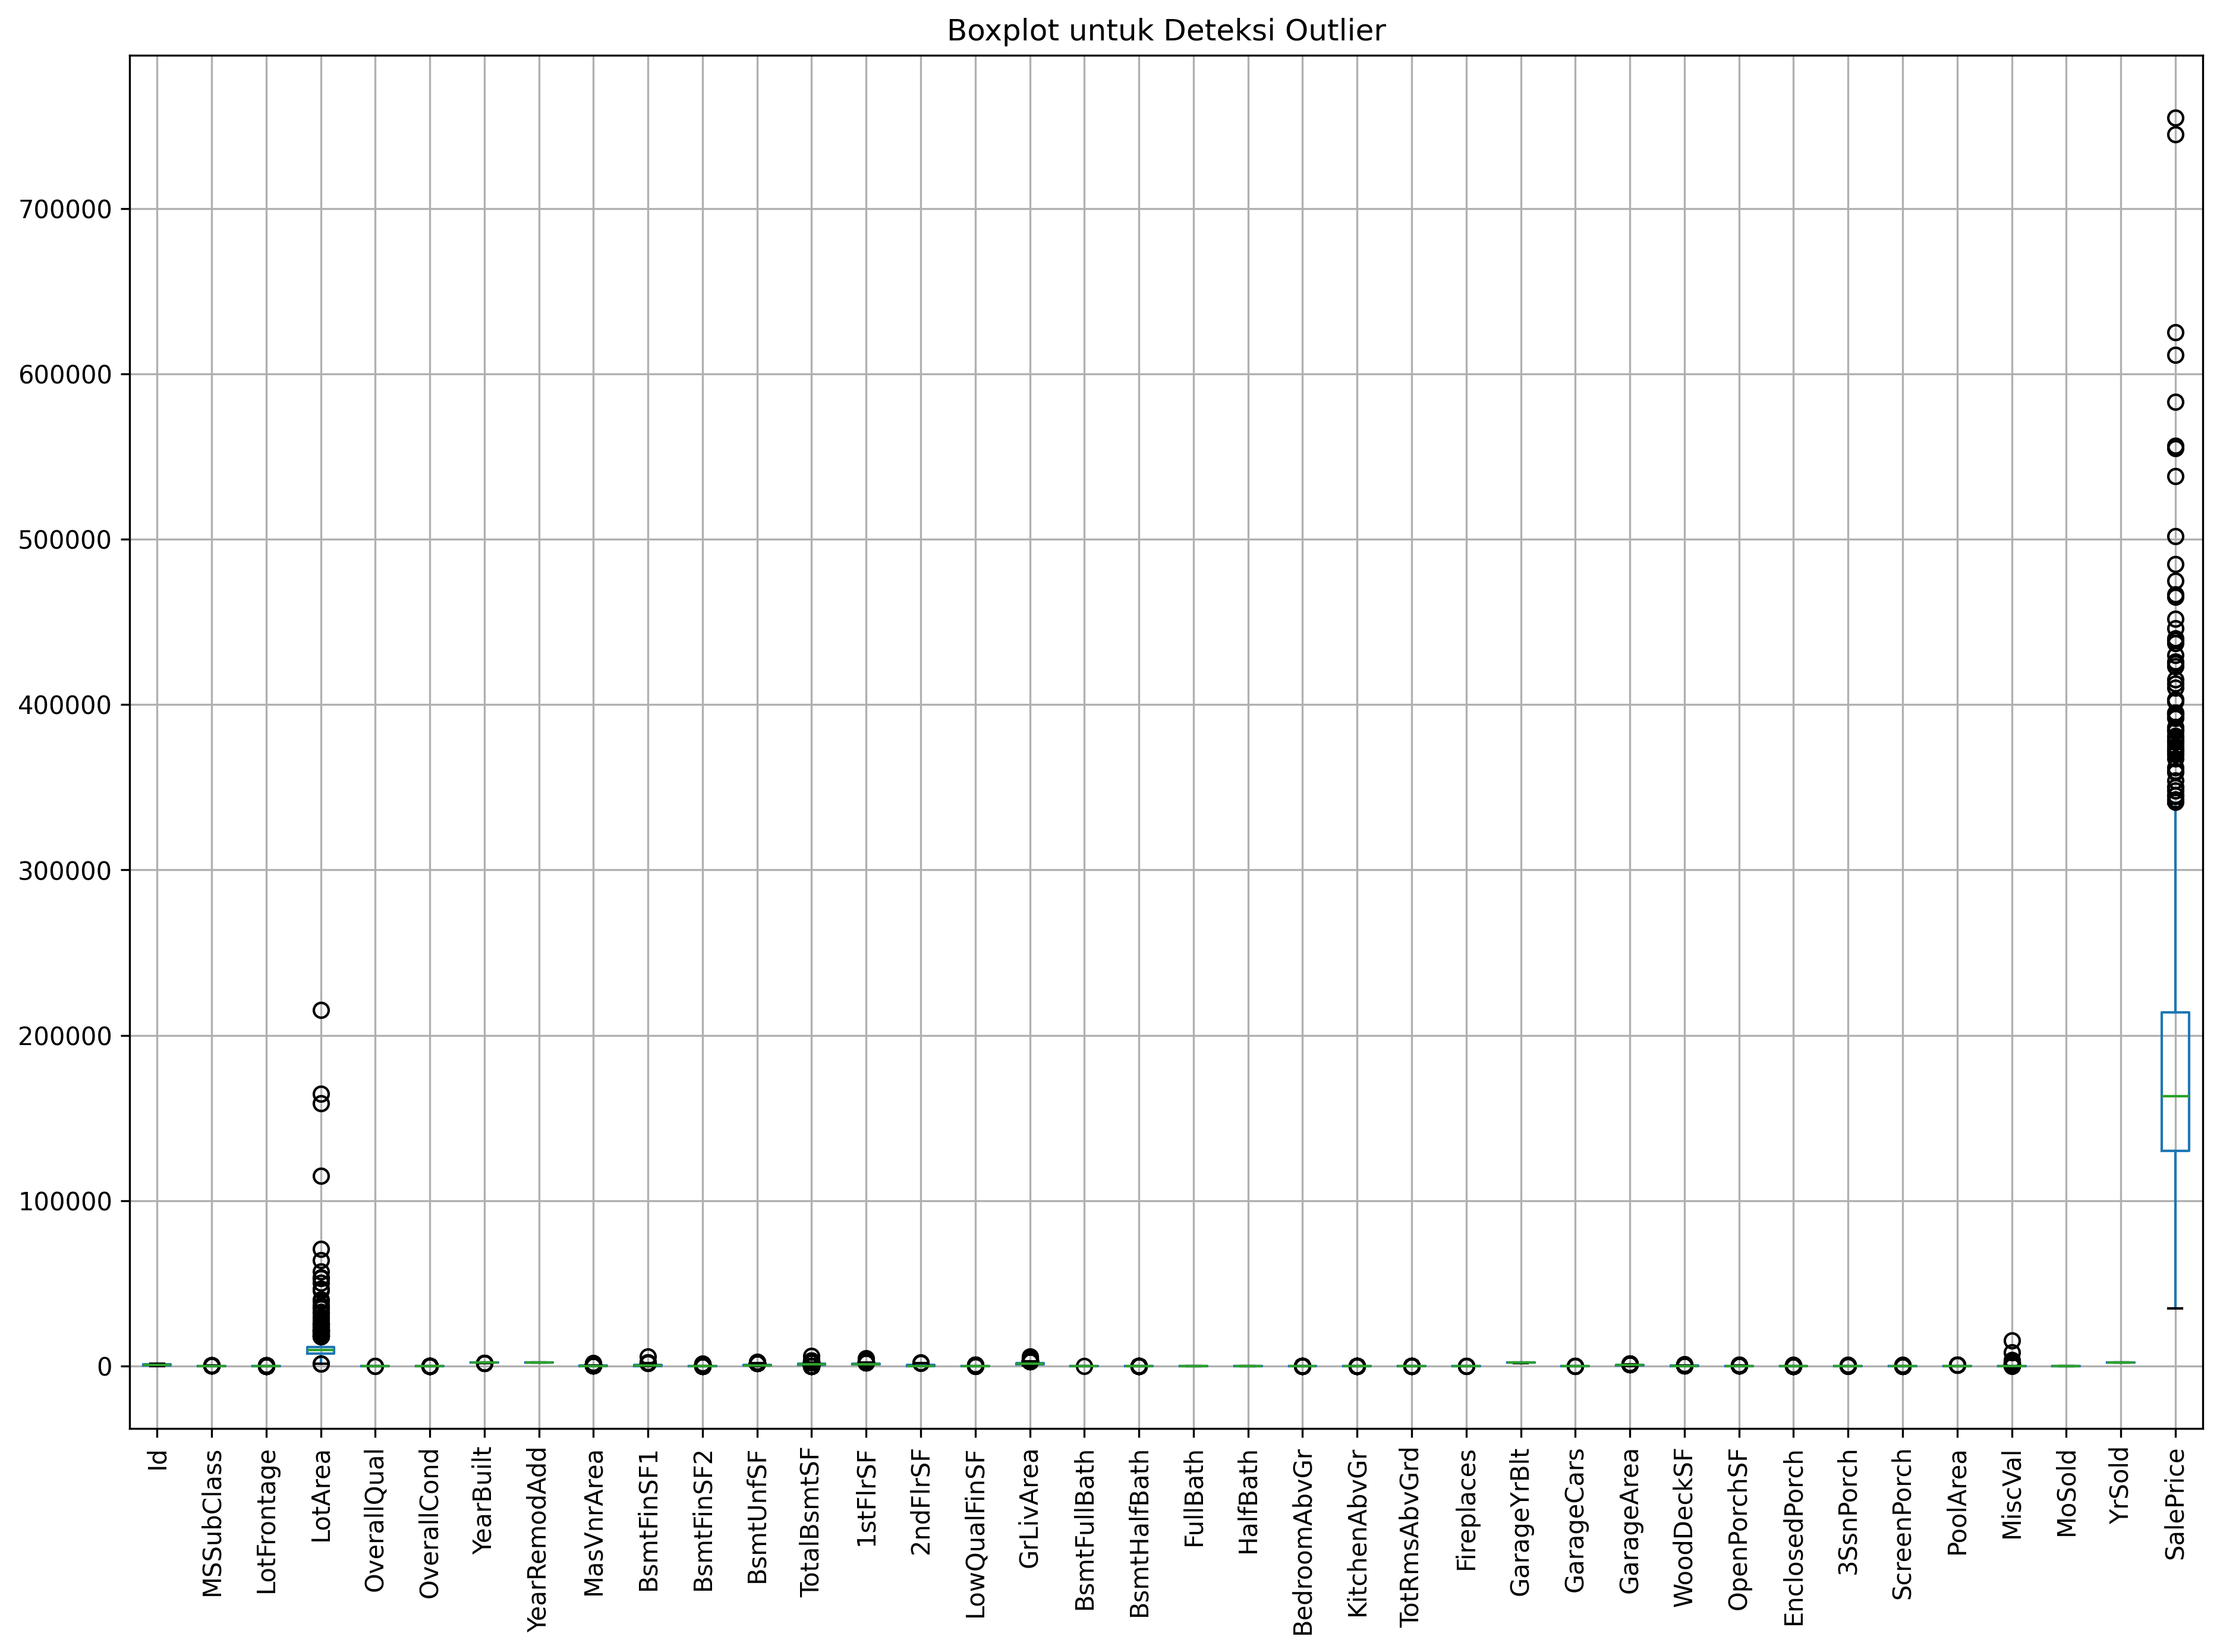 Boxplot untuk Deteksi Outlier
700000
600000
500000
400000
300000
200000
100000
0
Id
MSSubClass
LotFrontage
LotArea
OverallQual
OverallCond
YearBuilt
YearRemodAdd
MasVnrArea
BsmtFinSF1
BsmtFinSF2
BsmtUnfSF
TotalBsmtSF
1stFlrSF
2ndFlrSF
LowQualFinSF
GrLivArea
BsmtFullBath
BsmtHalfBath
FullBath
HalfBath
BedroomAbvGr
KitchenAbvGr
TotRmsAbvGrd
Fireplaces
GarageYrBlt
GarageCars
GarageArea
WoodDeckSF
OpenPorchSF
EnclosedPorch
3SsnPorch
ScreenPorch
PoolArea
MiscVal
MoSold
YrSold
SalePrice